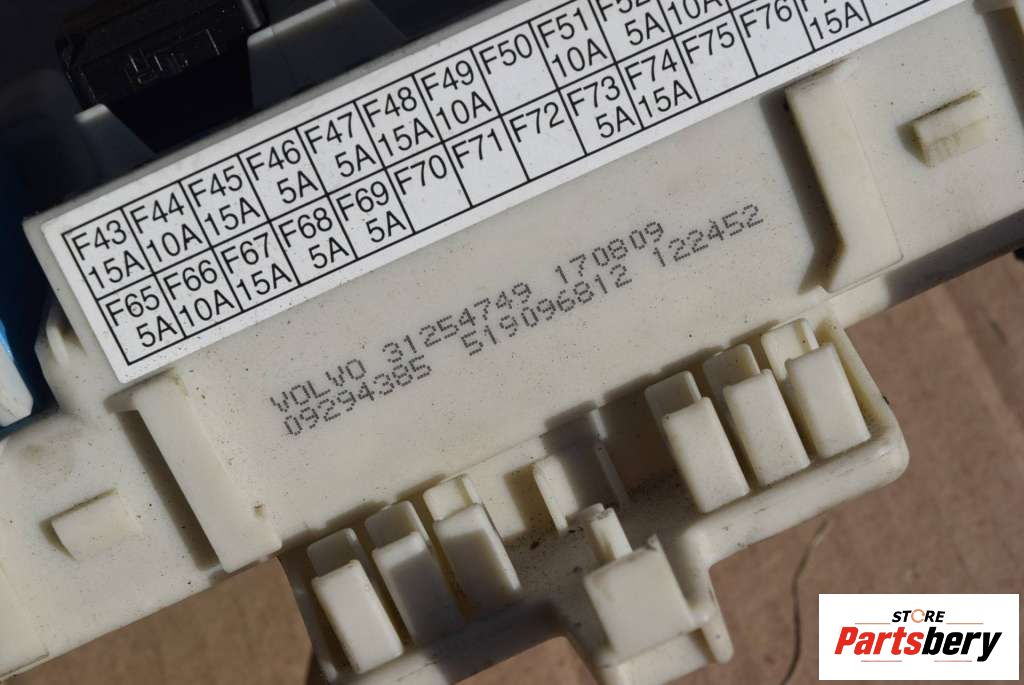 F43 F44 F45 F46 F47 F48 F49 F50 F51 F52
15A 10A 15A 5A 5A 15A 10A 10A 5A 10A
F65 F66 F67 F68 F69 F70 F71 F72 F73 F74 F75 F76
5A 10A 15A 5A 5A 5A 15A 15A
VOLVO 31254749 170809
09294385 519096812 122452
STORE
Partsbery